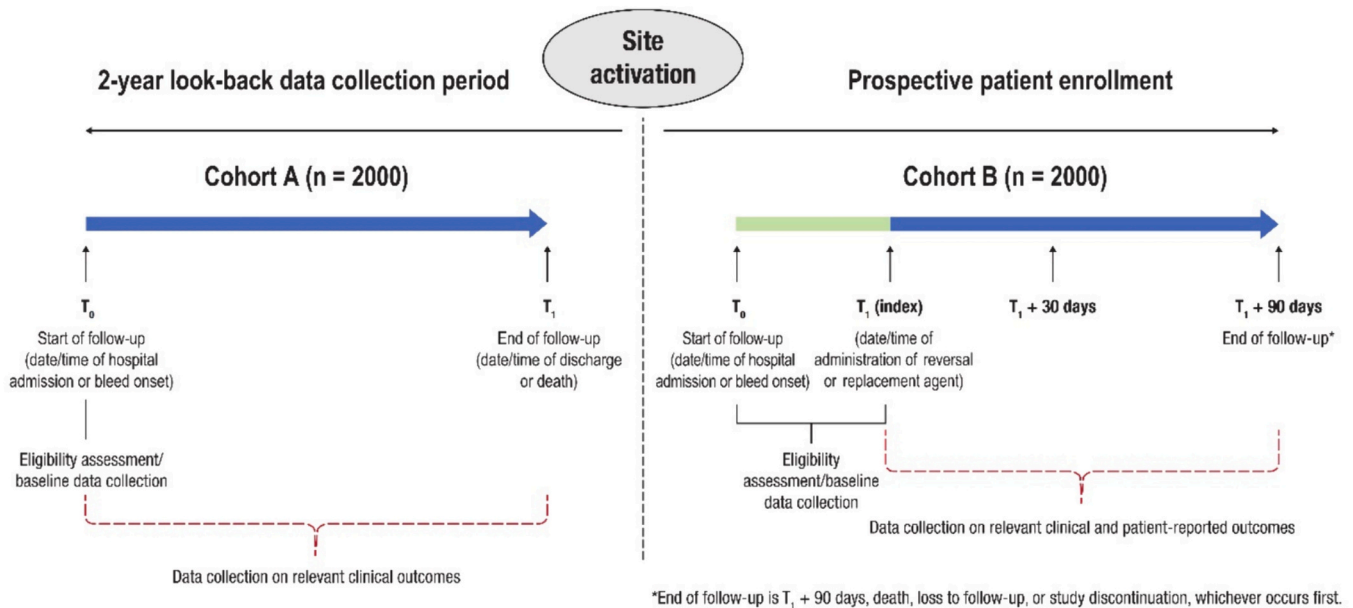 Site
activation
2-year look-back data collection period
Prospective patient enrollment
Cohort A (n = 2000)
Cohort B (n = 2000)
T₀
Start of follow-up
(date/time of hospital
admission or bleed onset)
Eligibility assessment/
baseline data collection
T₁
End of follow-up
(date/time of discharge
or death)
Data collection on relevant clinical outcomes
T₀
Start of follow-up
(date/time of hospital
admission or bleed onset)
T₁ (index)
(date/time of
administration of reversal
or replacement agent)
T₁ + 30 days
T₁ + 90 days
End of follow-up*
Eligibility
assessment/baseline
data collection
Data collection on relevant clinical and patient-reported outcomes
*End of follow-up is T₁ + 90 days, death, loss to follow-up, or study discontinuation, whichever occurs first.